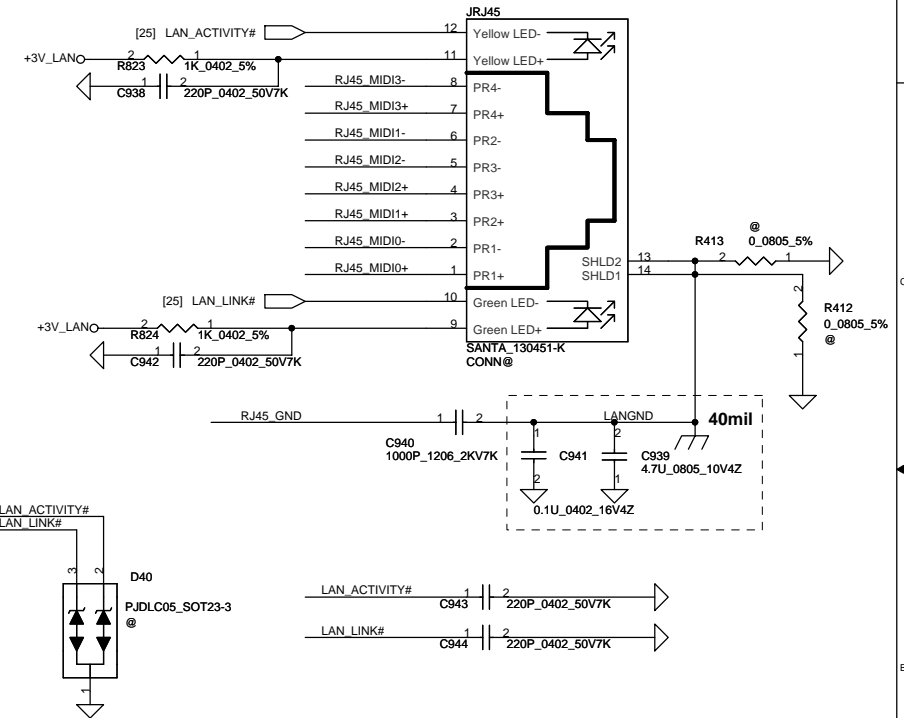 JRJ45
[25] LAN_ACTIVITY# 12 Yellow LED-
+3V_LAN 2 1 11 Yellow LED+
R823 1K_0402_5%
1 2
C938 220P_0402_50V7K
RJ45_MIDI3- 8 PR4-
RJ45_MIDI3+ 7 PR4+
RJ45_MIDI1- 6 PR2-
RJ45_MIDI2- 5 PR3-
RJ45_MIDI2+ 4 PR3+
RJ45_MIDI1+ 3 PR2+
RJ45_MIDI0- 2 PR1-
RJ45_MIDI0+ 1 PR1+
SHLD2 13
SHLD1 14
@
R413 0_0805_5%
2 1
2
R412
0_0805_5%
@
1
[25] LAN_LINK# 10 Green LED-
+3V_LAN 2 1 9 Green LED+
R824 1K_0402_5%
1 2
C942 220P_0402_50V7K
SANTA_130451-K
CONN@
RJ45_GND 1 2 LANGND 40mil
C940
1000P_1206_2KV7K
1 C941
2
0.1U_0402_16V4Z
2 C939
4.7U_0805_10V4Z
1
LAN_ACTIVITY#
LAN_LINK#
3 2 D40
PJDLC05_SOT23-3
@
1
LAN_ACTIVITY# 1 2
C943 220P_0402_50V7K
LAN_LINK# 1 2
C944 220P_0402_50V7K